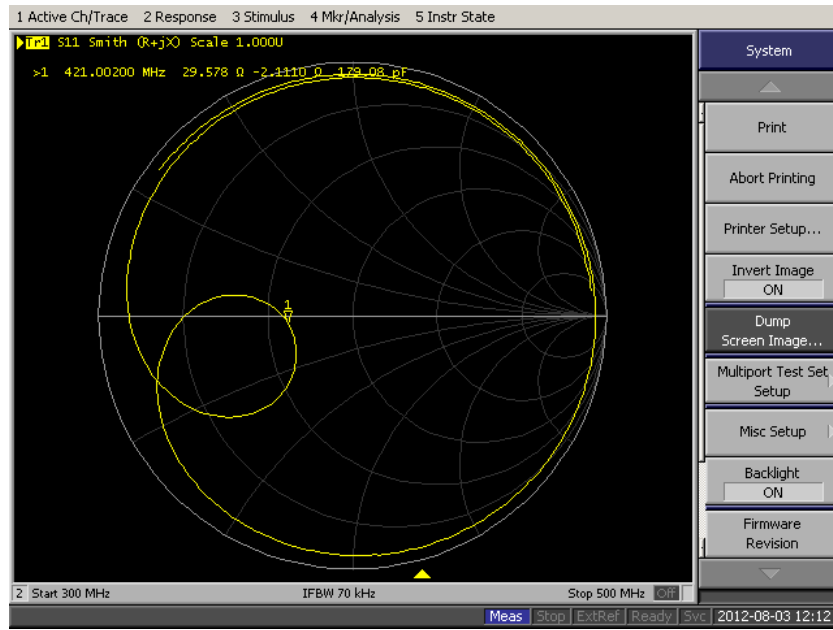 1 Active Ch/Trace 2 Response 3 Stimulus 4 Mkr/Analysis 5 Instr State
Tr1 S11 Smith (R+jX) Scale 1.000U
>1 421.00200 MHz 29.578 Ω -2.1110 Ω 179.08 pF
1
System
Print
Abort Printing
Printer Setup...
Invert Image
ON
Dump
Screen Image...
Multiport Test Set
Setup
Misc Setup
Backlight
ON
Firmware
Revision
2 Start 300 MHz IFBW 70 kHz Stop 500 MHz Off
Meas Stop ExtRef Ready Svc 2012-08-03 12:12